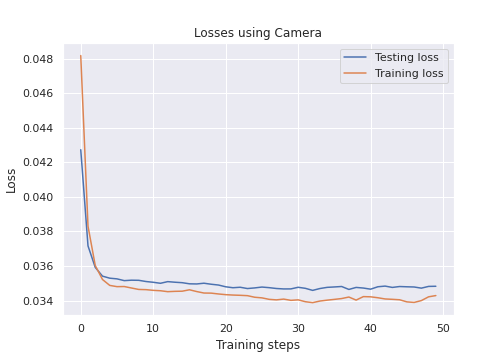 Losses using Camera
Testing loss
Training loss
0.048
0.046
0.044
0.042
0.040
0.038
0.036
0.034
Loss
0 10 20 30 40 50
Training steps